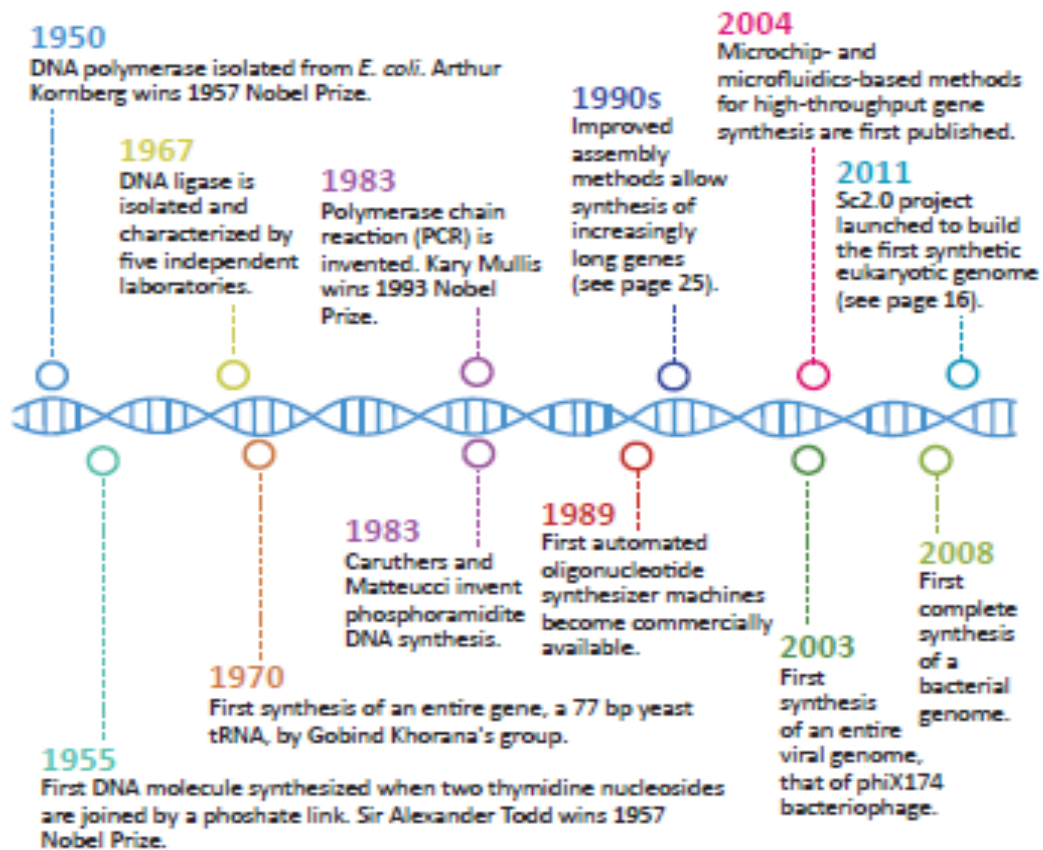 1950
DNA polymerase isolated from E. coli. Arthur
Kornberg wins 1957 Nobel Prize.
1967
DNA ligase is
isolated and
characterized by
five independent
laboratories.
1983
Polymerase chain
reaction (PCR) is
invented. Kary Mullis
wins 1993 Nobel
Prize.
1990s
Improved
assembly
methods allow
synthesis of
increasingly
long genes
(see page 25).
2004
Microchip- and
microfluidics-based methods
for high-throughput gene
synthesis are first published.
2011
Sc2.0 project
launched to build
the first synthetic
eukaryotic genome
(see page 16).
1955
First DNA molecule synthesized when two thymidine nucleosides
are joined by a phoshate link. Sir Alexander Todd wins 1957
Nobel Prize.
1970
First synthesis of an entire gene, a 77 bp yeast
tRNA, by Gobind Khorana's group.
1983
Caruthers and
Matteucci invent
phosphoramidite
DNA synthesis.
1989
First automated
oligonucleotide
synthesizer machines
become commercially
available.
2003
First
synthesis
of an entire
viral genome,
that of phiX174
bacteriophage.
2008
First
complete
synthesis
of a
bacterial
genome.